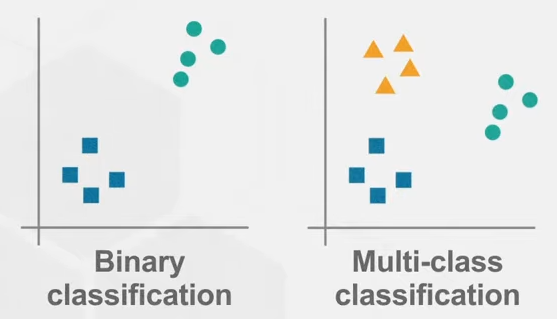 Binary
classification
Multi-class
classification